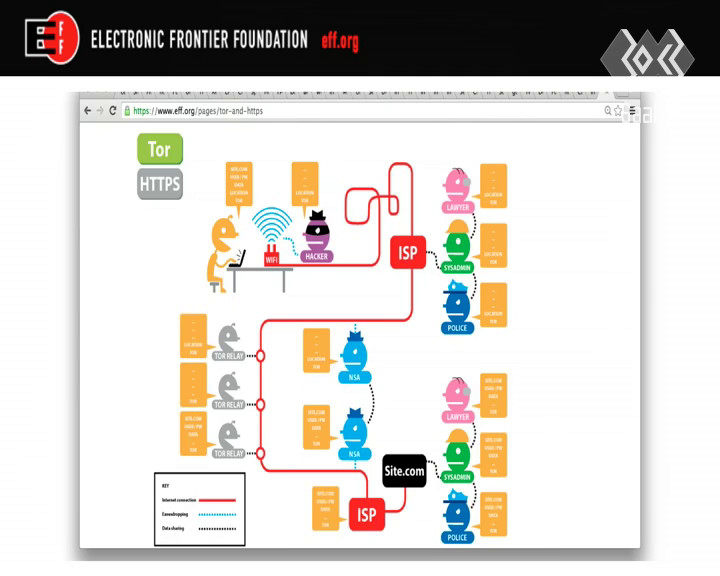 ELECTRONIC FRONTIER FOUNDATION eff.org
https://www.eff.org/pages/tor-and-https
Tor
HTTPS
SITE.COM
USER / PW
DATA
LOCATION
TOR
LOCATION
TOR
WIFI
HACKER
ISP
LAWYER
LOCATION
TOR
SYSADMIN
LOCATION
TOR
POLICE
LOCATION
TOR
LOCATION
TOR
TOR RELAY
LOCATION
TOR
NSA
TOR
TOR RELAY
SITE.COM
USER / PW
DATA
TOR
TOR RELAY
SITE.COM
USER / PW
DATA
TOR
NSA
SITE.COM
USER / PW
DATA
TOR
ISP
Site.com
SITE.COM
USER / PW
DATA
TOR
LAWYER
SITE.COM
USER / PW
DATA
TOR
SYSADMIN
SITE.COM
USER / PW
DATA
TOR
POLICE
KEY
Internet connection
Eavesdropping
Data sharing